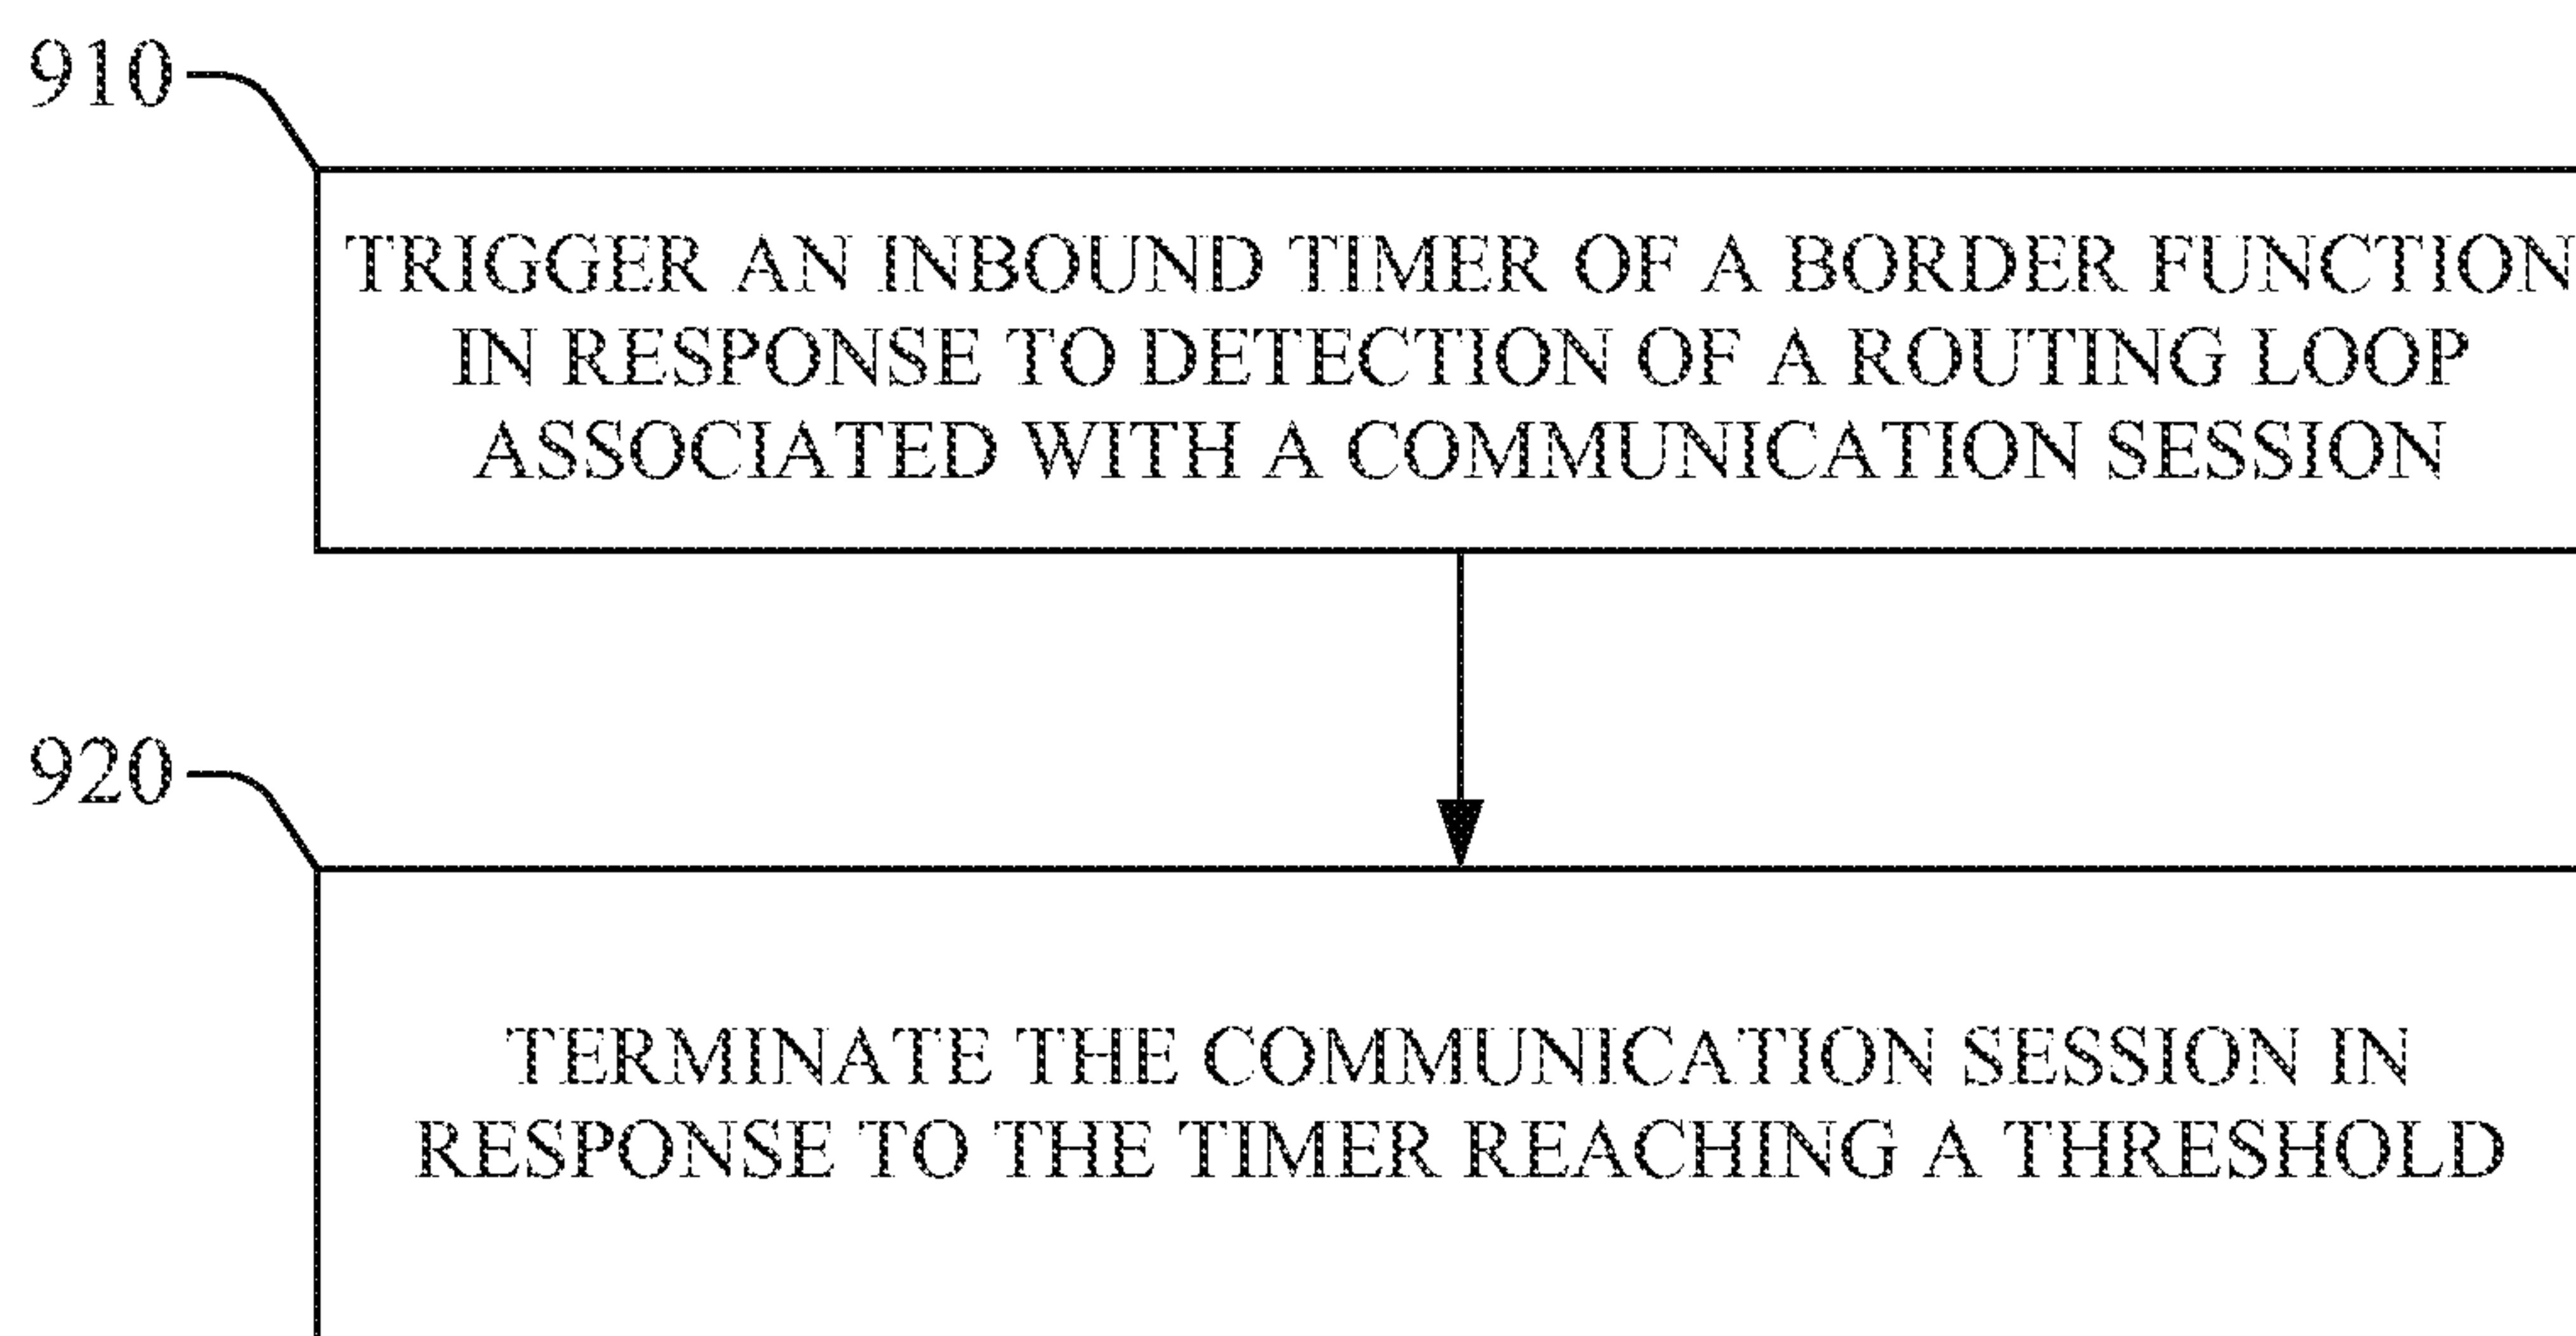 910
TRIGGER AN INBOUND TIMER OF A BORDER FUNCTION
IN RESPONSE TO DETECTION OF A ROUTING LOOP
ASSOCIATED WITH A COMMUNICATION SESSION
920
TERMINATE THE COMMUNICATION SESSION IN
RESPONSE TO THE TIMER REACHING A THRESHOLD